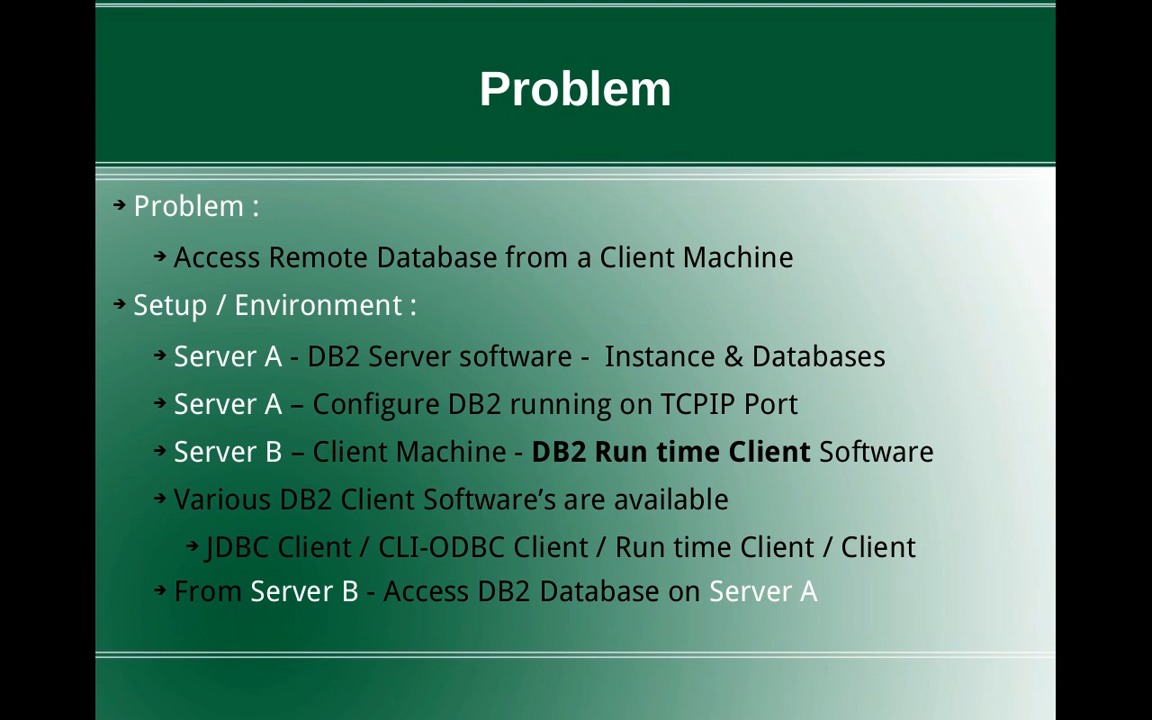 Problem
➔ Problem :
➔ Access Remote Database from a Client Machine
➔ Setup / Environment :
➔ Server A - DB2 Server software - Instance & Databases
➔ Server A – Configure DB2 running on TCPIP Port
➔ Server B – Client Machine - DB2 Run time Client Software
➔ Various DB2 Client Software’s are available
➔ JDBC Client / CLI-ODBC Client / Run time Client / Client
➔ From Server B - Access DB2 Database on Server A